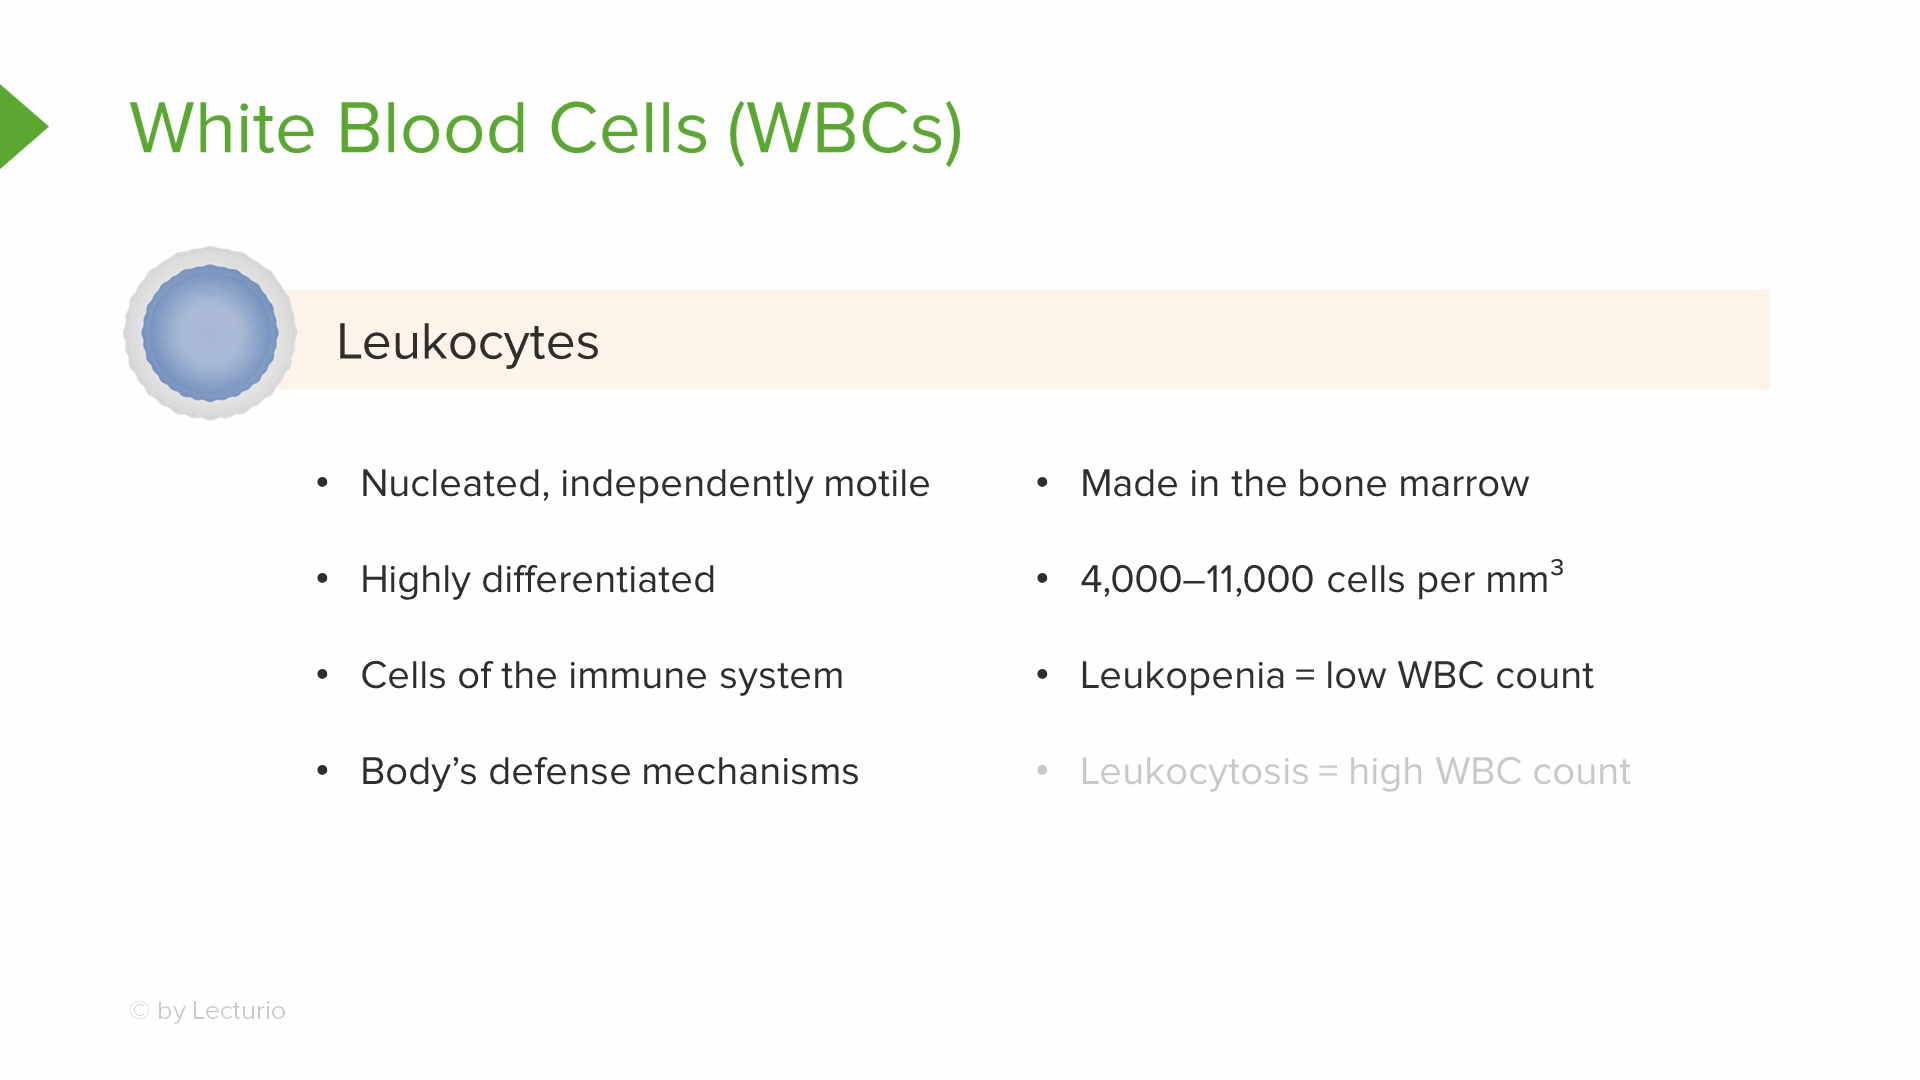 White Blood Cells (WBCs)
Leukocytes
• Nucleated, independently motile
• Highly differentiated
• Cells of the immune system
• Body’s defense mechanisms
• Made in the bone marrow
• 4,000–11,000 cells per mm³
• Leukopenia = low WBC count
• Leukocytosis = high WBC count
© by Lecturio